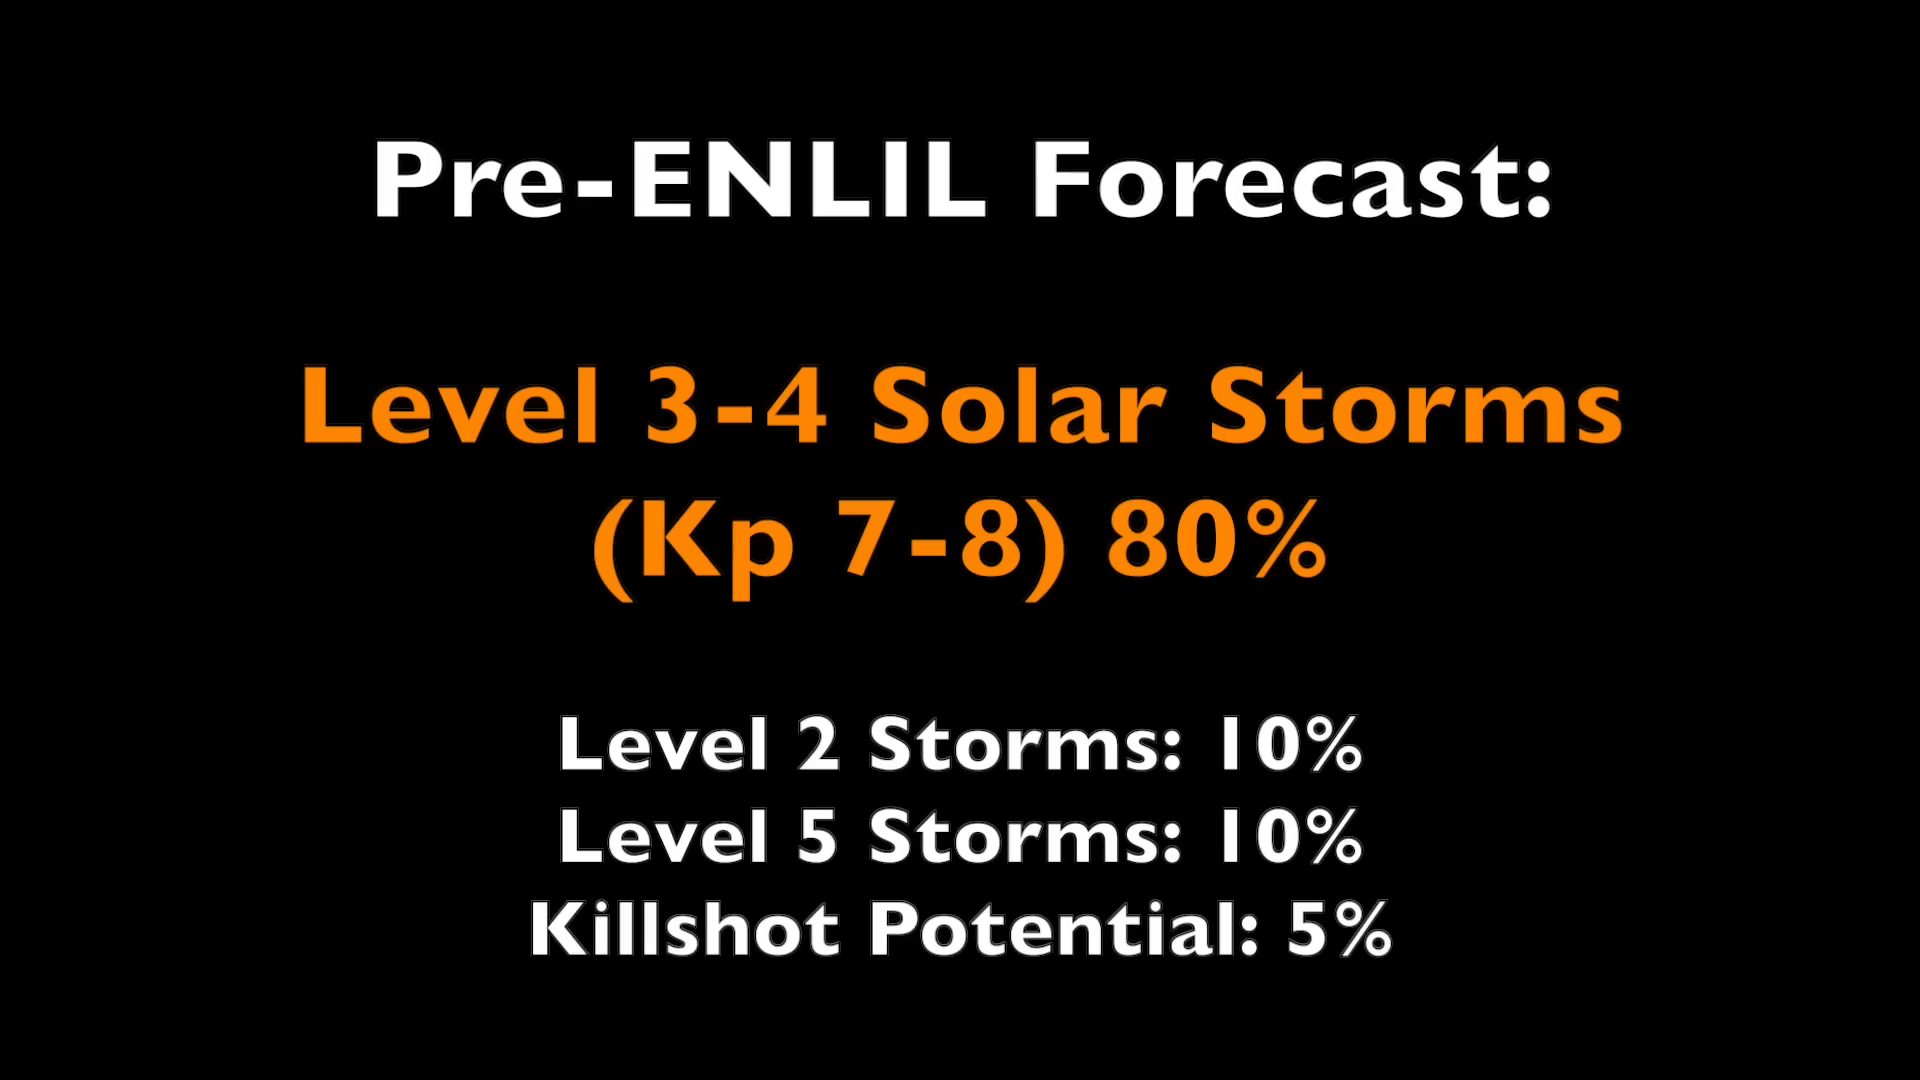 Pre-ENLIL Forecast:
Level 3-4 Solar Storms
(Kp 7-8) 80%
Level 2 Storms: 10%
Level 5 Storms: 10%
Killshot Potential: 5%